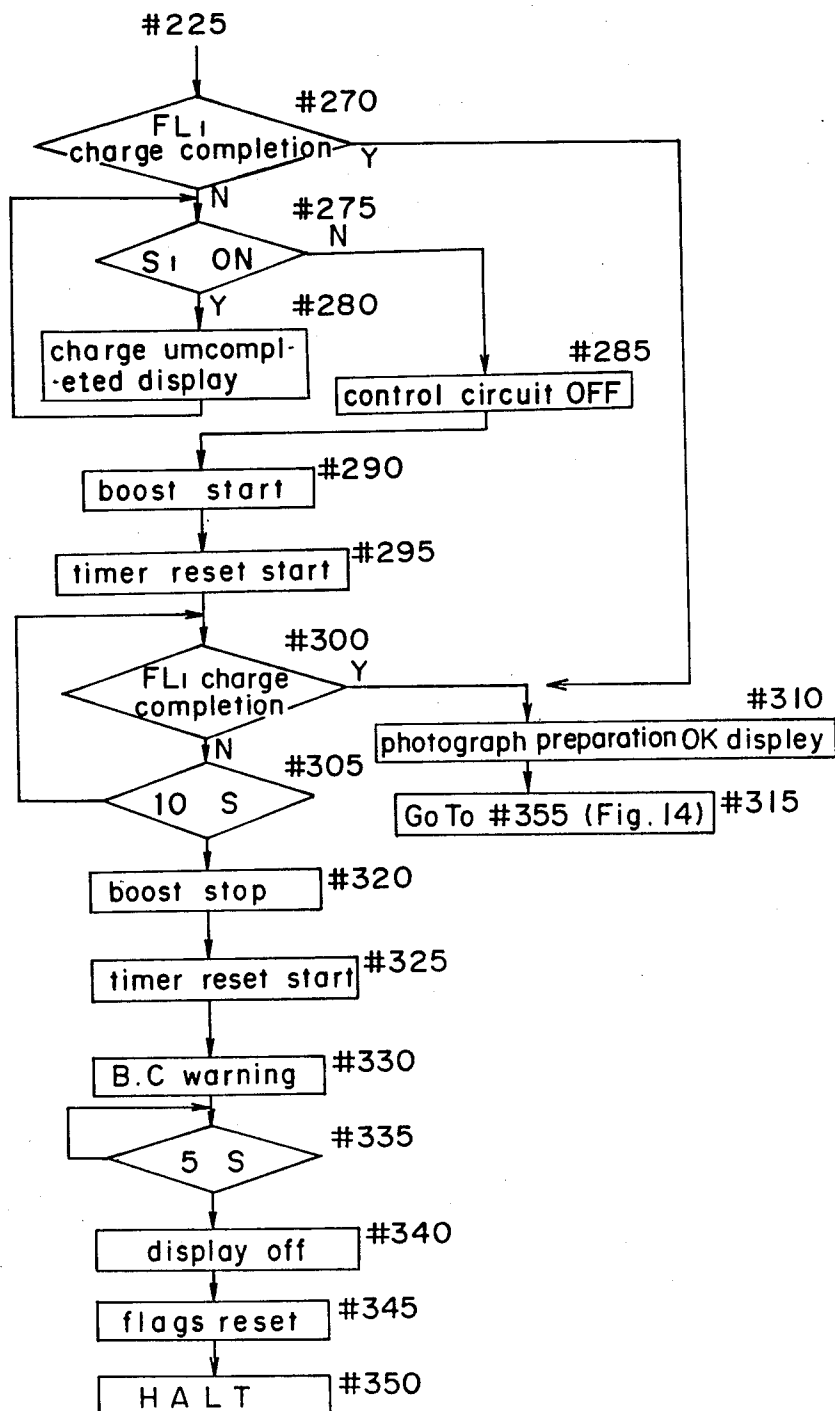 #225
#270
FL1
charge completion
Y
N
#275
N
S1 ON
Y
#280
charge umcompl-
-eted display
#285
control circuit OFF
#290
boost start
#295
timer reset start
#300
Y
FL1 charge
completion
N
#310
photograph preparation OK display
#305
10 S
Go To #355 (Fig. 14)
#315
#320
boost stop
#325
timer reset start
#330
B.C warning
#335
5 S
#340
display off
#345
flags reset
#350
HALT